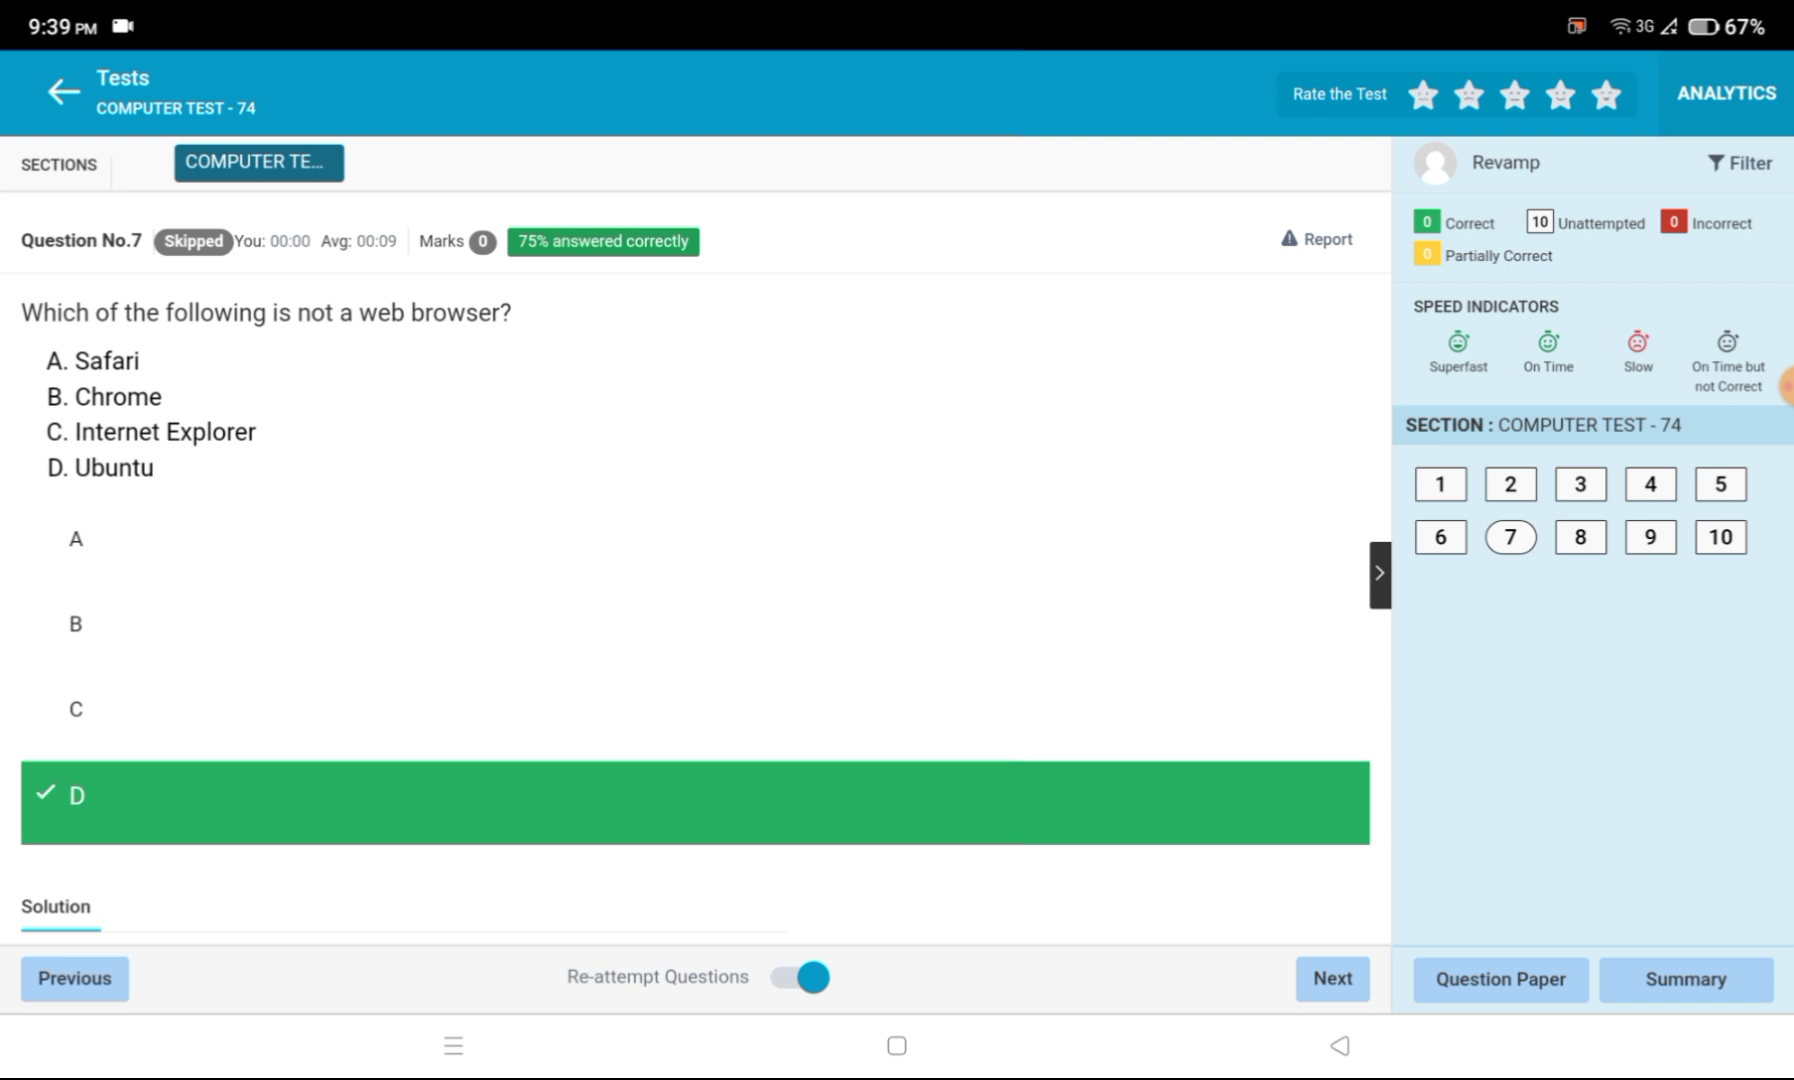 9:39 PM
3G 67%
Tests
COMPUTER TEST - 74
Rate the Test
ANALYTICS
SECTIONS
COMPUTER TE...
Revamp
Filter
Question No.7 Skipped You: 00:00 Avg: 00:09 Marks 0 75% answered correctly
Report
0 Correct 10 Unattempted 0 Incorrect
0 Partially Correct
Which of the following is not a web browser?
A. Safari
B. Chrome
C. Internet Explorer
D. Ubuntu
A
B
C
D
SPEED INDICATORS
Superfast
On Time
Slow
On Time but
not Correct
SECTION : COMPUTER TEST - 74
1 2 3 4 5
6 7 8 9 10
Solution
Previous
Re-attempt Questions
Next
Question Paper
Summary